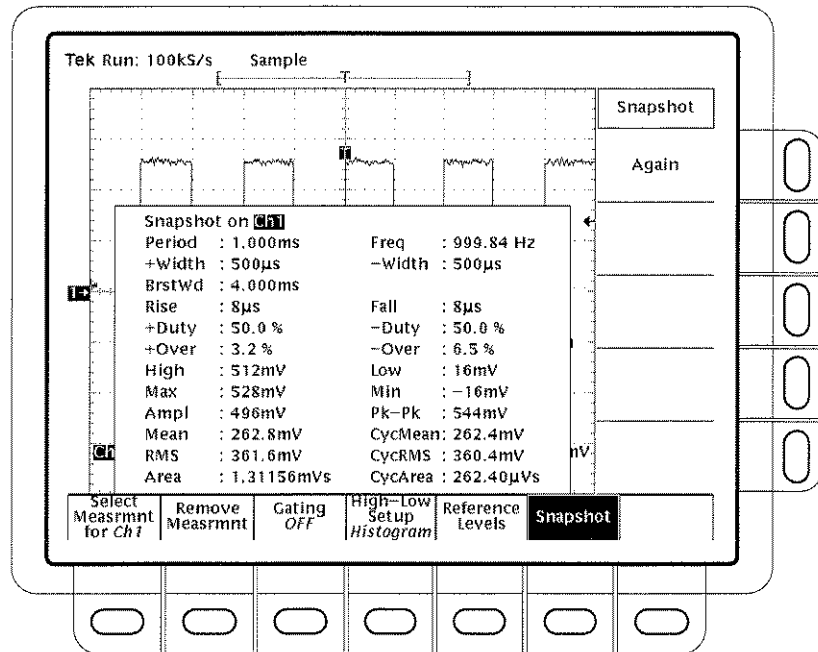 Tek Run: 100kS/s Sample
T
Snapshot
Again
T
Snapshot on Ch1
Period : 1.000ms Freq : 999.84 Hz
+Width : 500µs −Width : 500µs
1
BrstWd : 4.000ms
Rise : 8µs Fall : 8µs
+Duty : 50.0 % −Duty : 50.0 %
+Over : 3.2 % −Over : 6.5 %
High : 512mV Low : 16mV
Max : 528mV Min : −16mV
Ampl : 496mV Pk−Pk : 544mV
Mean : 262.8mV CycMean: 262.4mV
Ch RMS : 361.6mV CycRMS : 360.4mV mV
Area : 1.31156mVs CycArea : 262.40µVs
Select Measrmnt for Ch1
Remove Measrmnt
Gating OFF
High−Low Setup Histogram
Reference Levels
Snapshot